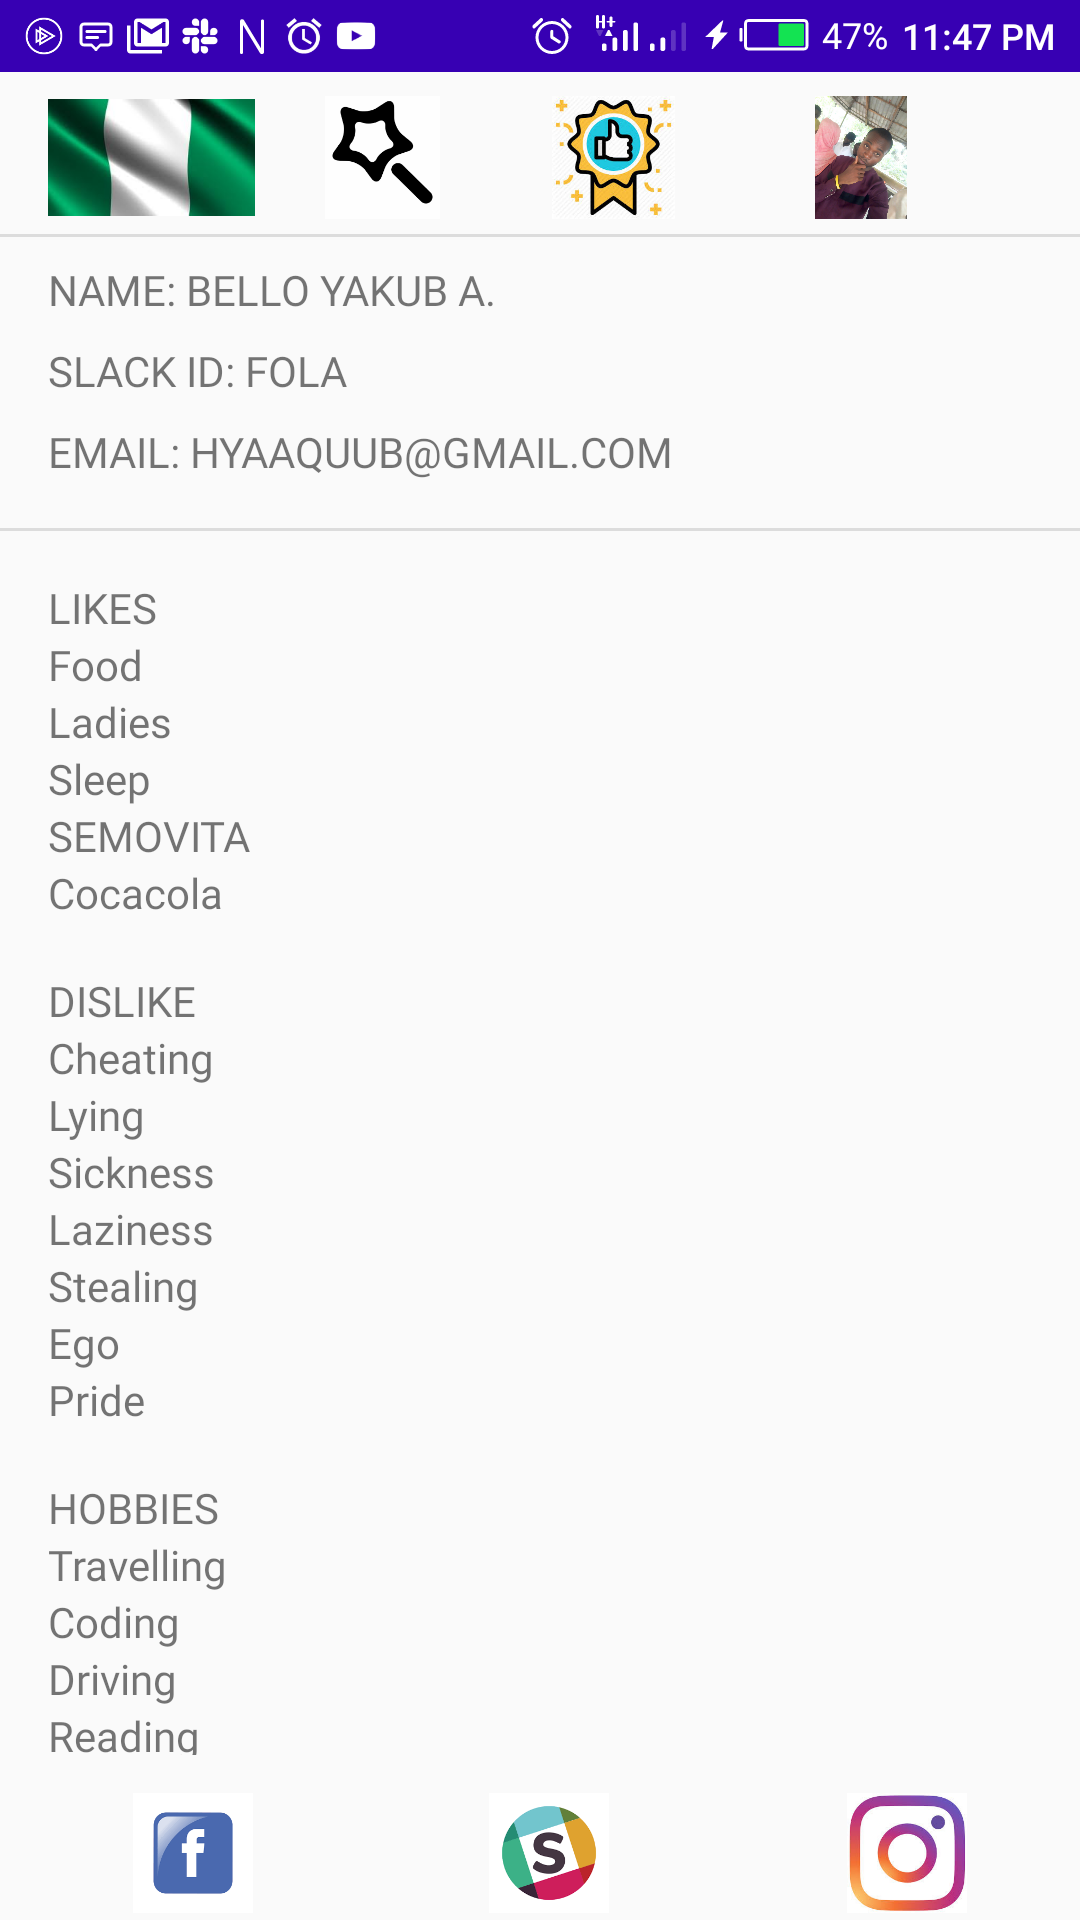 H+ 47% 11:47 PM
NAME: BELLO YAKUB A.
SLACK ID: FOLA
EMAIL: HYAAQUUB@GMAIL.COM
LIKES
Food
Ladies
Sleep
SEMOVITA
Cocacola
DISLIKE
Cheating
Lying
Sickness
Laziness
Stealing
Ego
Pride
HOBBIES
Travelling
Coding
Driving
Reading
f S